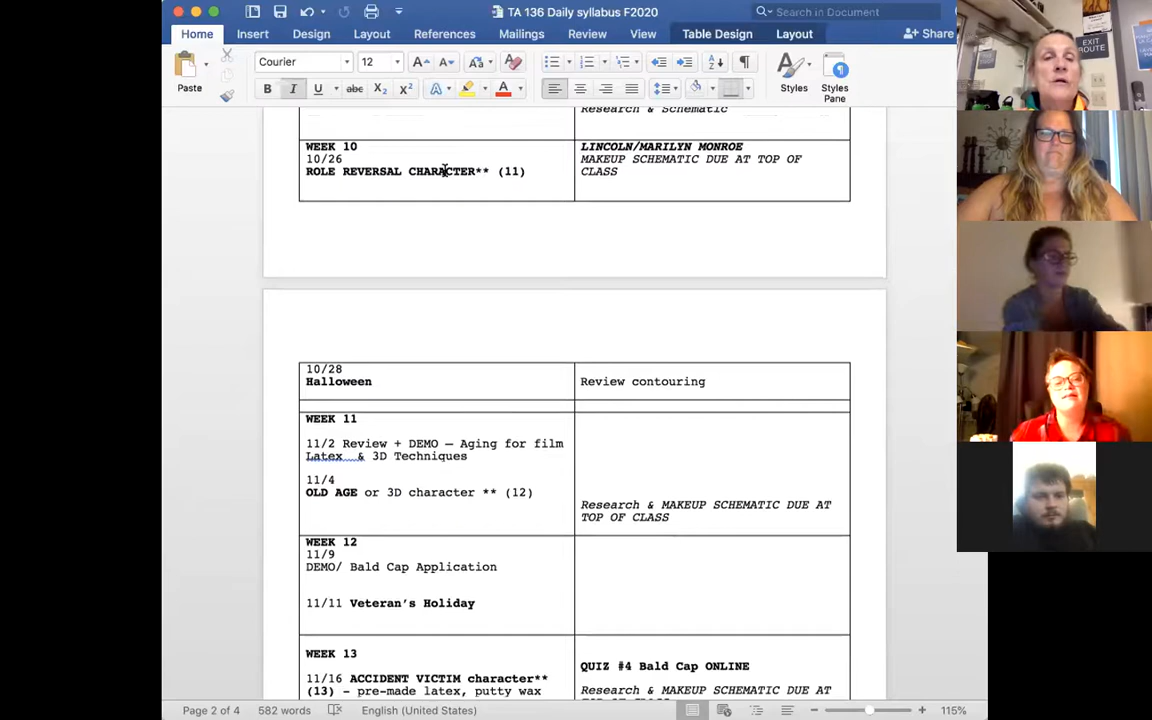 TA 136 Daily syllabus F2020
Search in Document
Home Insert Design Layout References Mailings Review View Table Design Layout Share
Courier 12
Paste
Styles Styles Pane
Research & Schematic
WEEK 10
10/26
ROLE REVERSAL CHARACTER** (11)
LINCOLN/MARILYN MONROE
MAKEUP SCHEMATIC DUE AT TOP OF
CLASS
10/28
Halloween
Review contouring
WEEK 11
11/2 Review + DEMO – Aging for film
Latex & 3D Techniques
11/4
OLD AGE or 3D character ** (12)
Research & MAKEUP SCHEMATIC DUE AT
TOP OF CLASS
WEEK 12
11/9
DEMO/ Bald Cap Application
11/11 Veteran's Holiday
WEEK 13
11/16 ACCIDENT VICTIM character**
(13) – pre-made latex, putty wax
QUIZ #4 Bald Cap ONLINE
Research & MAKEUP SCHEMATIC DUE AT
Page 2 of 4 582 words English (United States) 115%
EXIT
ROUTE